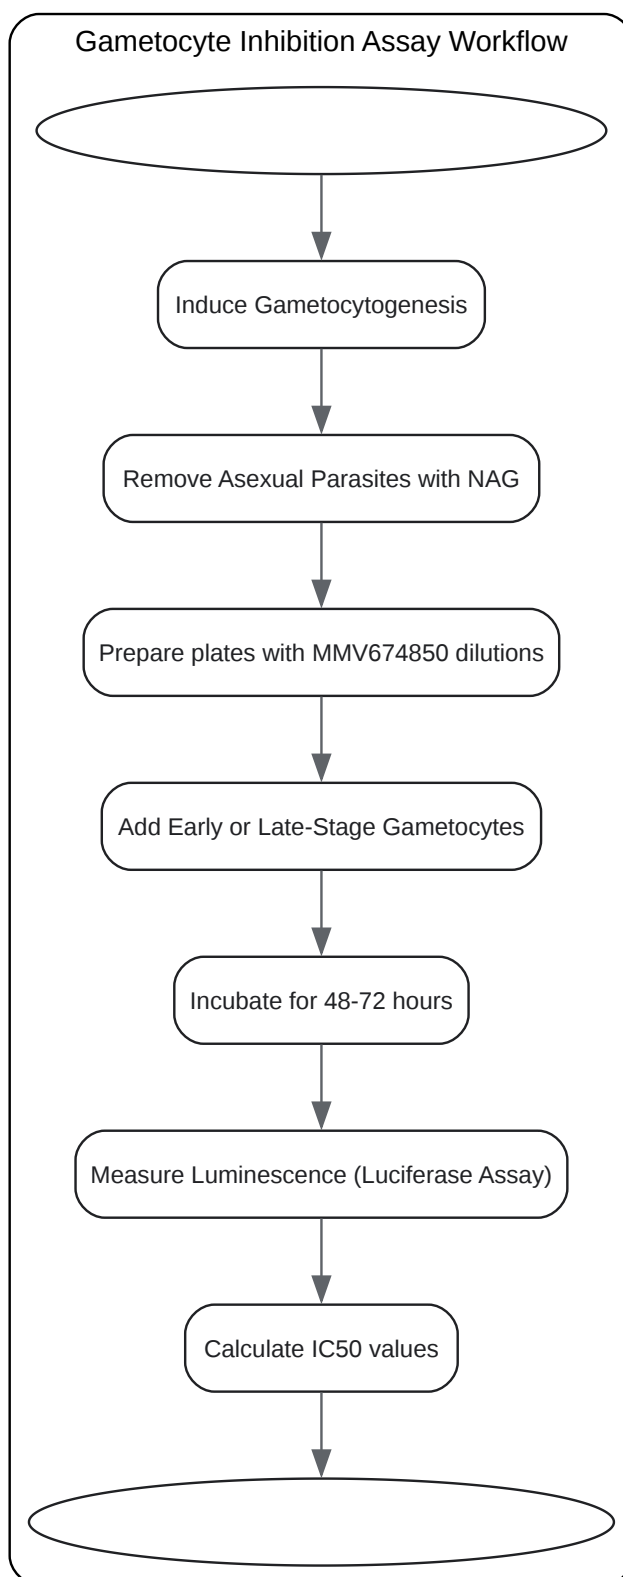 Gametocyte Inhibition Assay Workflow
Induce Gametocytogenesis
Remove Asexual Parasites with NAG
Prepare plates with MMV674850 dilutions
Add Early or Late-Stage Gametocytes
Incubate for 48-72 hours
Measure Luminescence (Luciferase Assay)
Calculate IC50 values